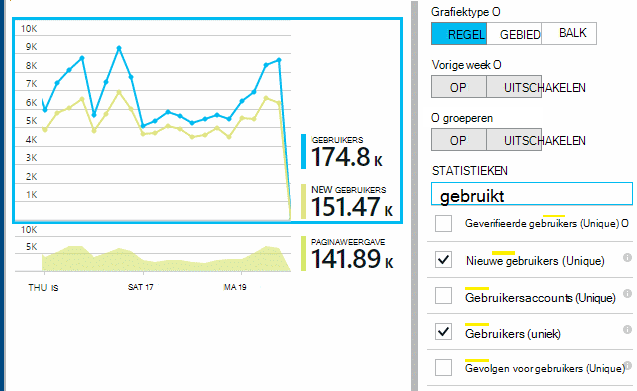 10K
9K
8K
7K
6K
5K
4K
3K
2K
1K
GEBRUIKERS
174.8 K
NEW GEBRUIKERS
151.47 K
10K
5K
PAGINAWEERGAVE
141.89 K
THU IS
SAT 17
MA 19
Grafiektype O
REGEL GEBIED BALK
Vorige week O
OP UITSCHAKELEN
O groeperen
OP UITSCHAKELEN
STATISTIEKEN
gebruikt
Geverifieerde gebruikers (Unique) O
Nieuwe gebruikers (Unique)
Gebruikersaccounts (Unique)
Gebruikers (uniek)
Gevolgen voor gebruikers (Unique)